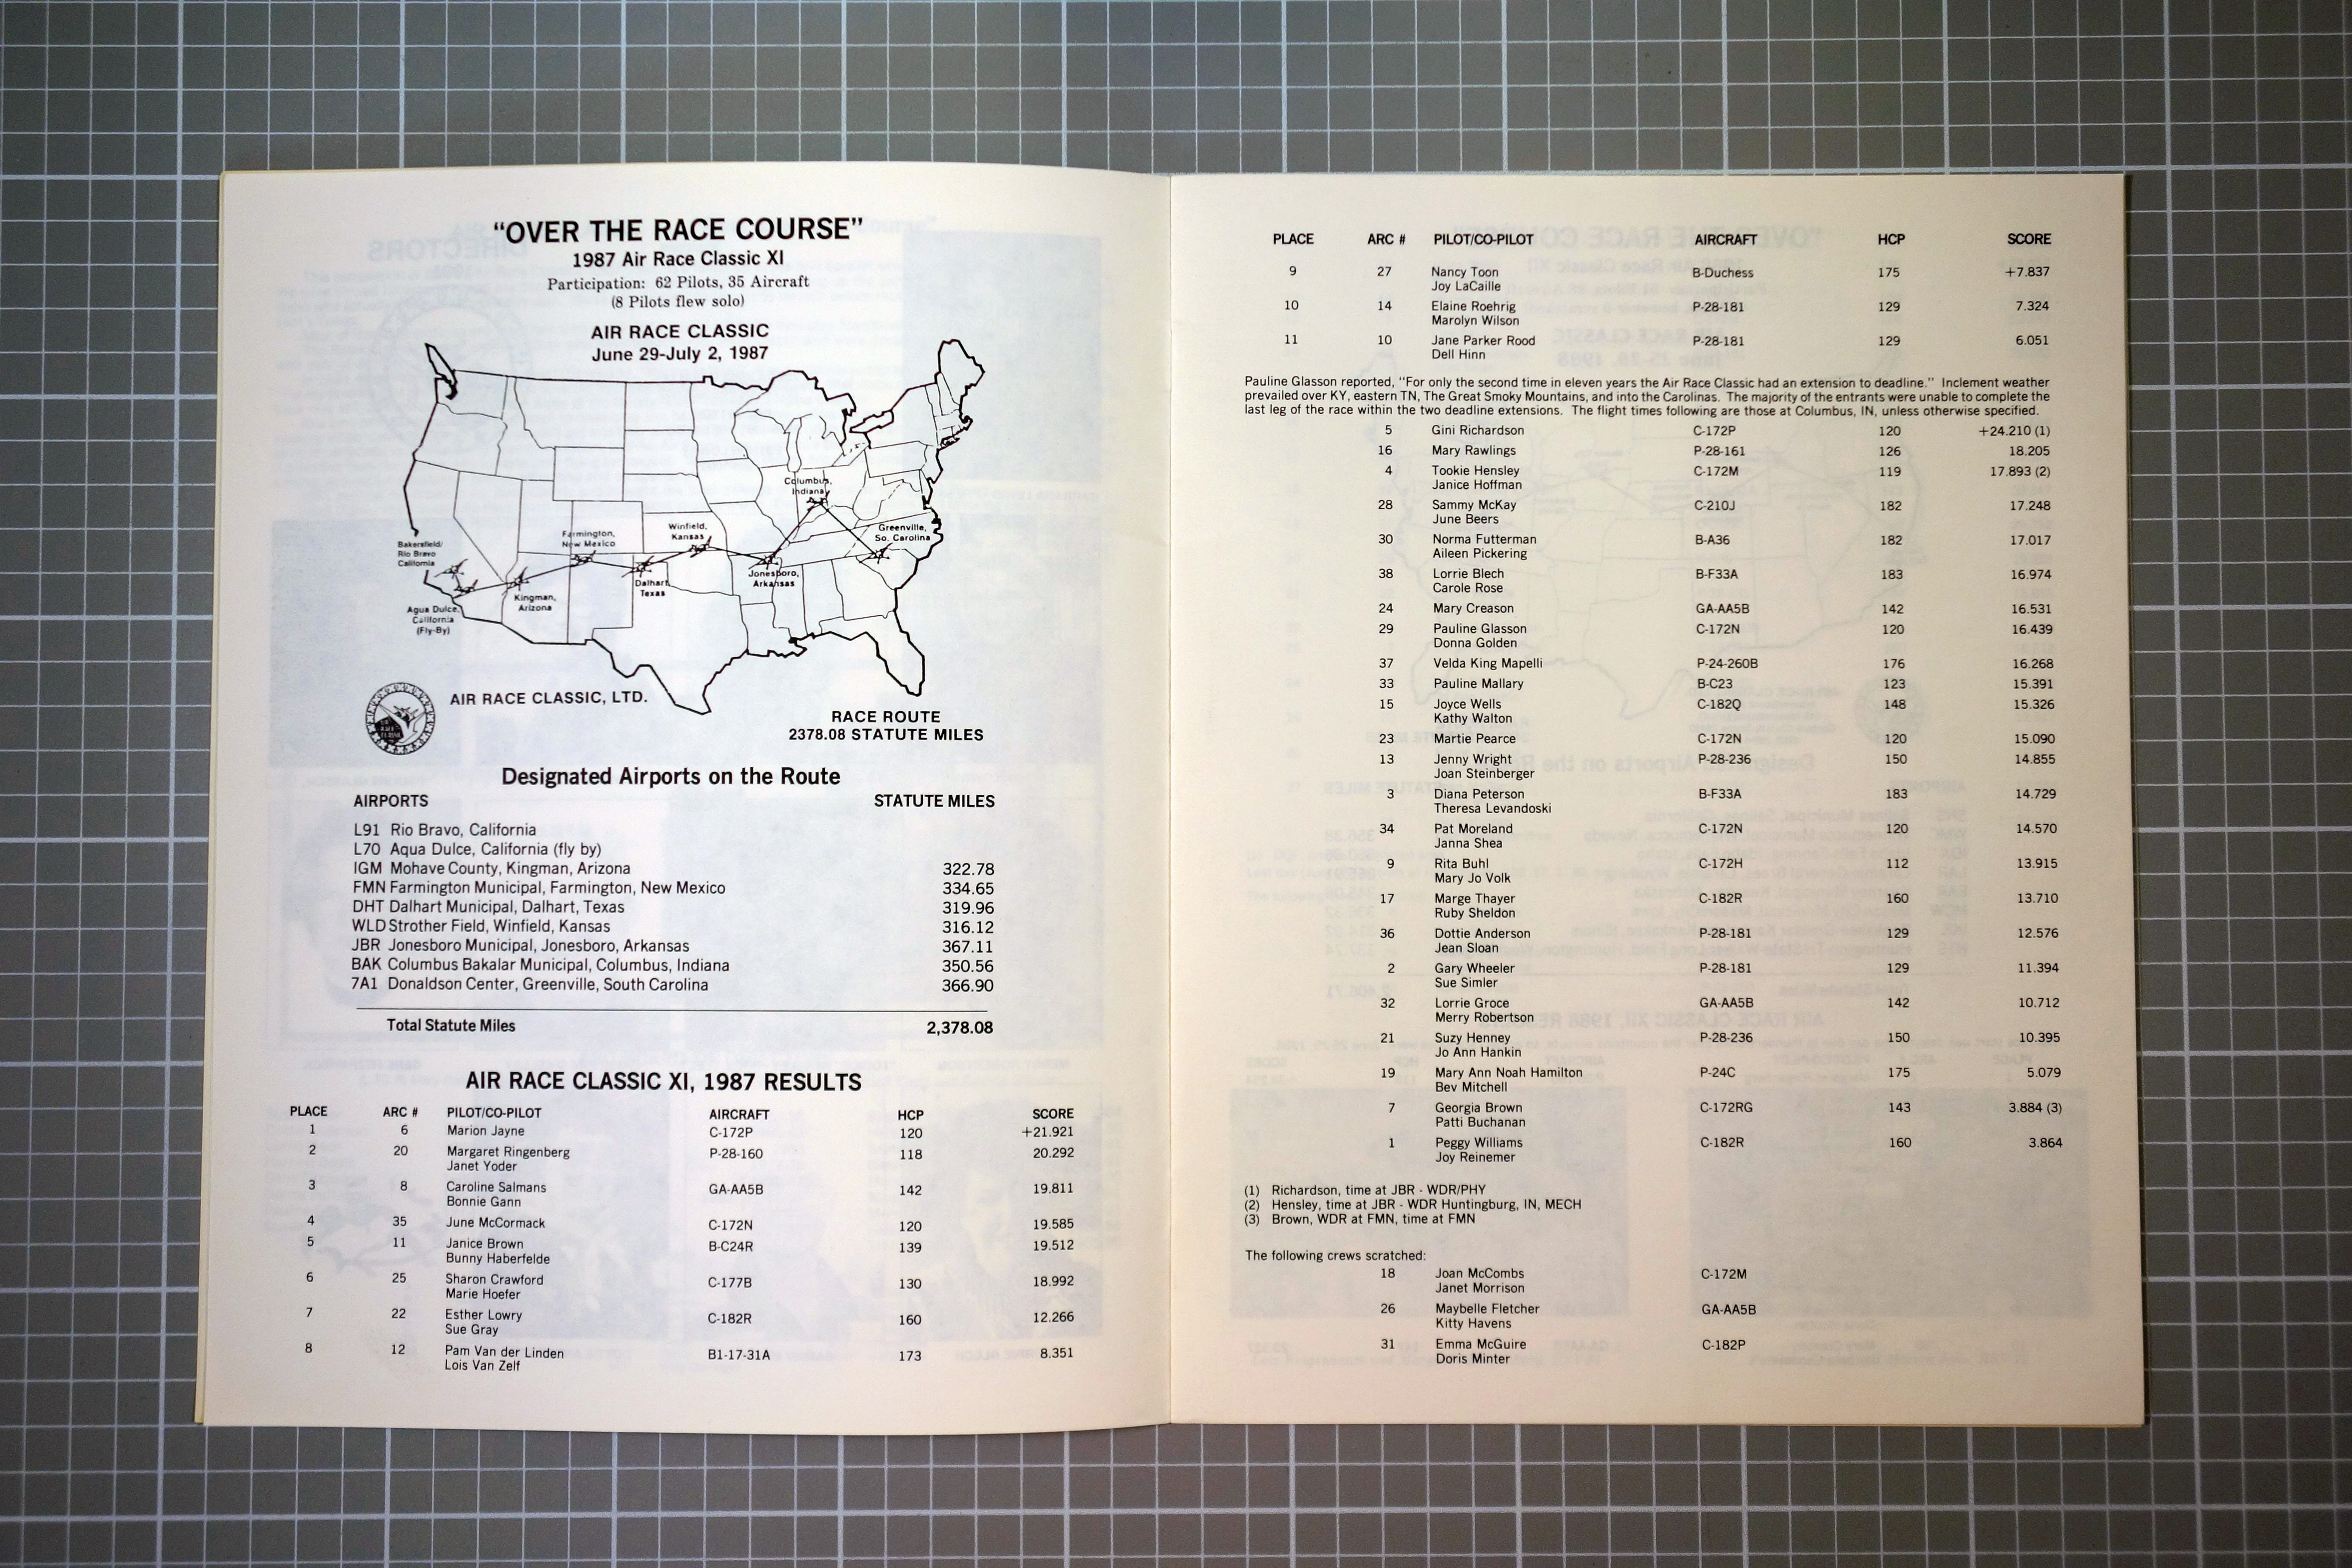 “OVER THE RACE COURSE”
1987 Air Race Classic XI
Participation: 62 Pilots, 35 Aircraft
(8 Pilots flew solo)
AIR RACE CLASSIC
June 29-July 2, 1987
Columbus,
Indiana
Winfield,
Kansas
Greenville,
So. Carolina
Farmington,
New Mexico
Bakersfield/
Rio Bravo
California
Jonesboro,
Arkansas
Dalhart
Texas
Kingman,
Arizona
Agua Dulce,
California
(Fly-By)
AIR RACE CLASSIC, LTD.
RACE ROUTE
2378.08 STATUTE MILES
Designated Airports on the Route
AIRPORTS STATUTE MILES
L91 Rio Bravo, California
L70 Aqua Dulce, California (fly by)
IGM Mohave County, Kingman, Arizona 322.78
FMN Farmington Municipal, Farmington, New Mexico 334.65
DHT Dalhart Municipal, Dalhart, Texas 319.96
WLD Strother Field, Winfield, Kansas 316.12
JBR Jonesboro Municipal, Jonesboro, Arkansas 367.11
BAK Columbus Bakalar Municipal, Columbus, Indiana 350.56
7A1 Donaldson Center, Greenville, South Carolina 366.90
Total Statute Miles 2,378.08
AIR RACE CLASSIC XI, 1987 RESULTS
PLACE ARC # PILOT/CO-PILOT AIRCRAFT HCP SCORE
1 6 Marion Jayne C-172P 120 +21.921
2 20 Margaret Ringenberg P-28-160 118 20.292
Janet Yoder
3 8 Caroline Salmans GA-AA5B 142 19.811
Bonnie Gann
4 35 June McCormack C-172N 120 19.585
5 11 Janice Brown B-C24R 139 19.512
Bunny Haberfelde
6 25 Sharon Crawford C-177B 130 18.992
Marie Hoefer
7 22 Esther Lowry C-182R 160 12.266
Sue Gray
8 12 Pam Van der Linden B1-17-31A 173 8.351
Lois Van Zelf
PLACE ARC # PILOT/CO-PILOT AIRCRAFT HCP SCORE
9 27 Nancy Toon B-Duchess 175 +7.837
Joy LaCaille
10 14 Elaine Roehrig P-28-181 129 7.324
Marolyn Wilson
11 10 Jane Parker Rood P-28-181 129 6.051
Dell Hinn
Pauline Glasson reported, "For only the second time in eleven years the Air Race Classic had an extension to deadline." Inclement weather
prevailed over KY, eastern TN, The Great Smoky Mountains, and into the Carolinas. The majority of the entrants were unable to complete the
last leg of the race within the two deadline extensions. The flight times following are those at Columbus, IN, unless otherwise specified.
5 Gini Richardson C-172P 120 +24.210 (1)
16 Mary Rawlings P-28-161 126 18.205
4 Tookie Hensley C-172M 119 17.893 (2)
Janice Hoffman
28 Sammy McKay C-210J 182 17.248
June Beers
30 Norma Futterman B-A36 182 17.017
Aileen Pickering
38 Lorrie Blech B-F33A 183 16.974
Carole Rose
24 Mary Creason GA-AA5B 142 16.531
29 Pauline Glasson C-172N 120 16.439
Donna Golden
37 Velda King Mapelli P-24-260B 176 16.268
33 Pauline Mallary B-C23 123 15.391
15 Joyce Wells C-182Q 148 15.326
Kathy Walton
23 Martie Pearce C-172N 120 15.090
13 Jenny Wright P-28-236 150 14.855
Joan Steinberger
3 Diana Peterson B-F33A 183 14.729
Theresa Levandoski
34 Pat Moreland C-172N 120 14.570
Janna Shea
9 Rita Buhl C-172H 112 13.915
Mary Jo Volk
17 Marge Thayer C-182R 160 13.710
Ruby Sheldon
36 Dottie Anderson P-28-181 129 12.576
Jean Sloan
2 Gary Wheeler P-28-181 129 11.394
Sue Simler
32 Lorrie Groce GA-AA5B 142 10.712
Merry Robertson
21 Suzy Henney P-28-236 150 10.395
Jo Ann Hankin
19 Mary Ann Noah Hamilton P-24C 175 5.079
Bev Mitchell
7 Georgia Brown C-172RG 143 3.884 (3)
Patti Buchanan
1 Peggy Williams C-182R 160 3.864
Joy Reinemer
(1) Richardson, time at JBR - WDR/PHY
(2) Hensley, time at JBR - WDR Huntingburg, IN, MECH
(3) Brown, WDR at FMN, time at FMN
The following crews scratched:
18 Joan McCombs C-172M
Janet Morrison
26 Maybelle Fletcher GA-AA5B
Kitty Havens
31 Emma McGuire C-182P
Doris Minter